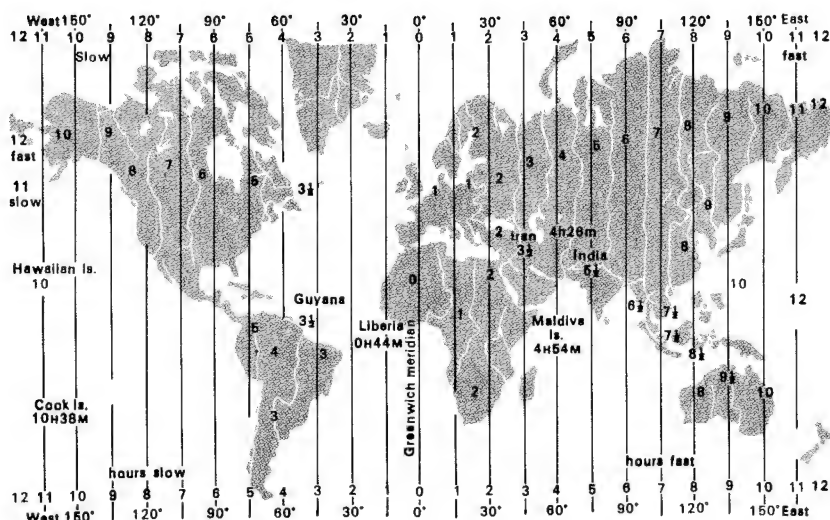 West 150° 120° 90° 60° 30° 0° 30° 60° 90° 120° 150° East
12 11 10 9 8 7 6 5 4 3 2 1 0 1 2 3 4 5 6 7 8 9 10 11 12
Slow fast
10 9 8 7 6 5 3½ 2 3 4 5 6 7 8 9 10 11 12
12
fast
11
slow
1 1 2
2 Iran 4h26m
3½ India
5½
9
8
Hawaiian Is.
10
Guyana
3½
0
2
6½ 7½
10
12
Liberia
0H44M
1
Maldive
Is.
4H54M
7½
8½
5 4 3
3
2
9½
8 10
Cook Is.
10H38M
Greenwich meridian
hours slow hours fast
12 11 10 9 8 7 6 5 4 3 2 1 0 1 2 3 4 5 6 7 8 9 10 11 12
West 150° 120° 90° 60° 30° 0° 30° 60° 90° 120° 150° East